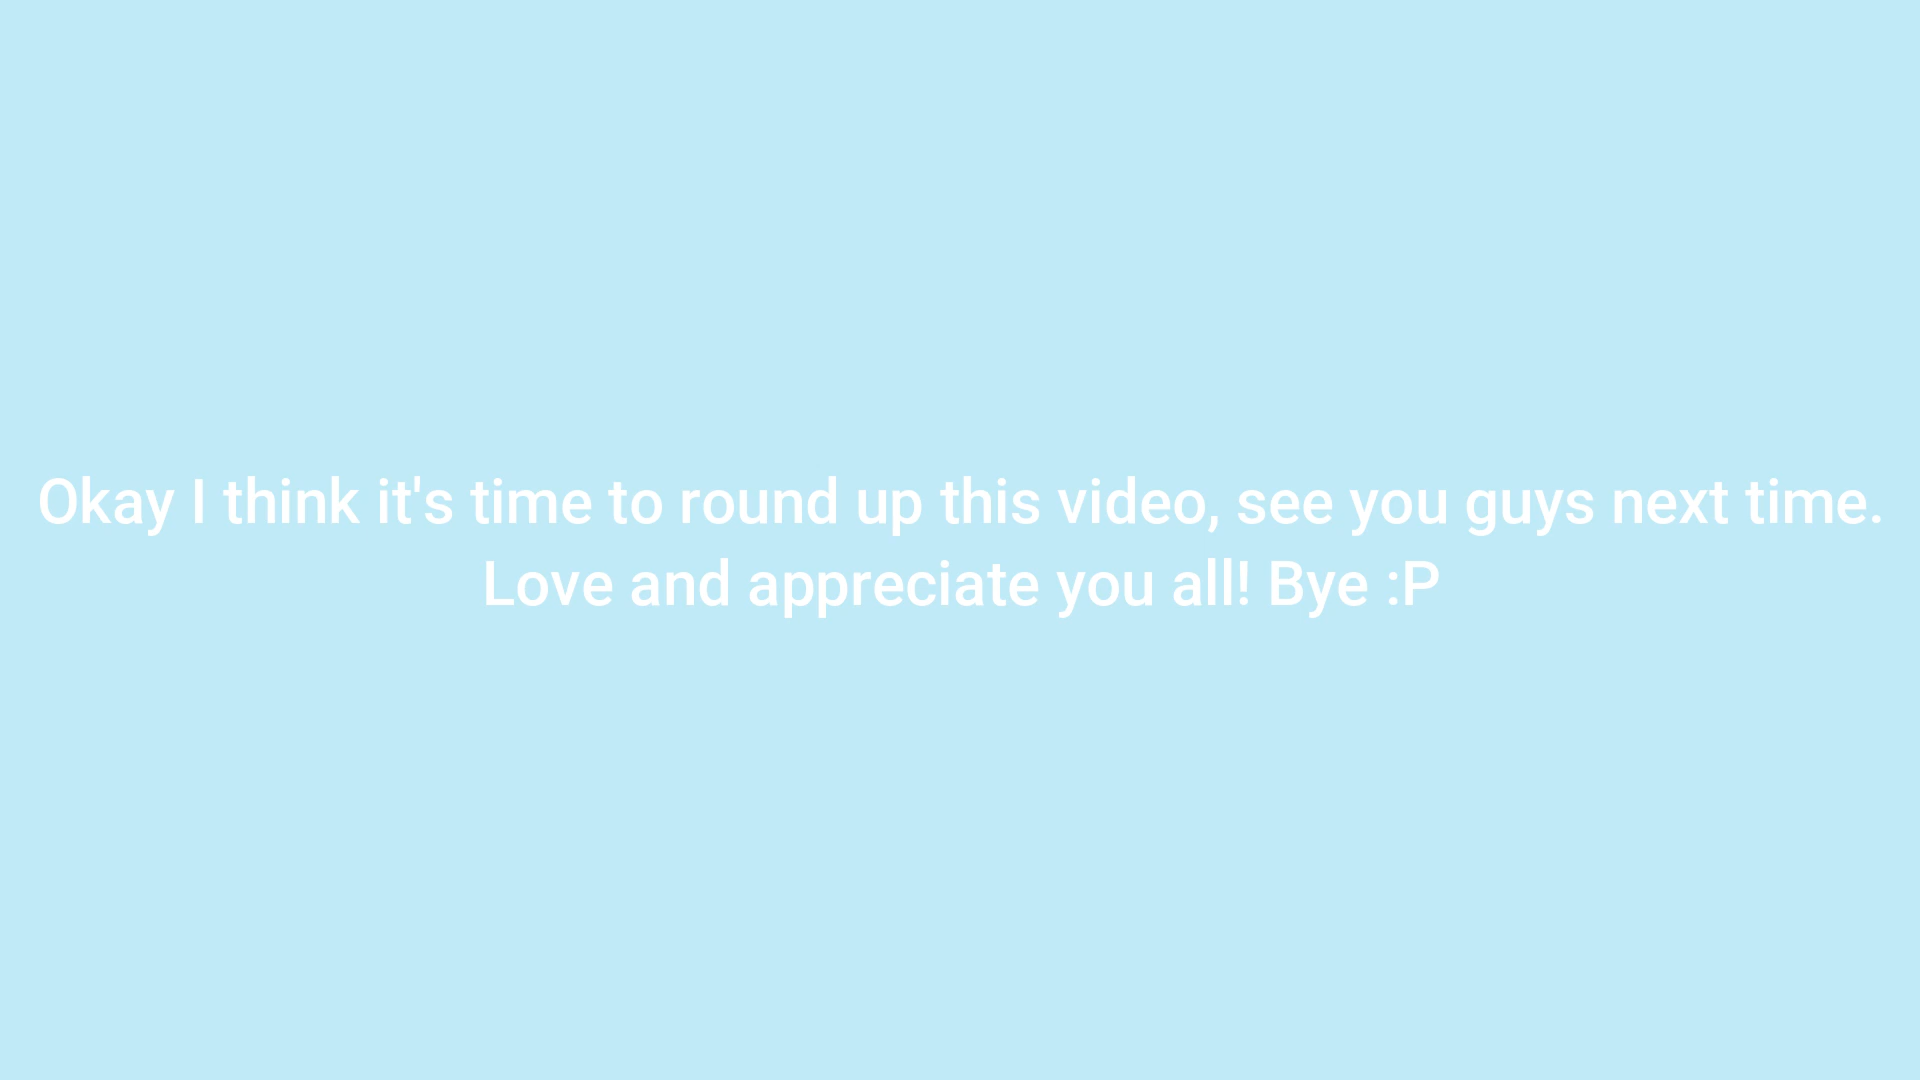 Okay I think it's time to round up this video, see you guys next time.
Love and appreciate you all! Bye :P